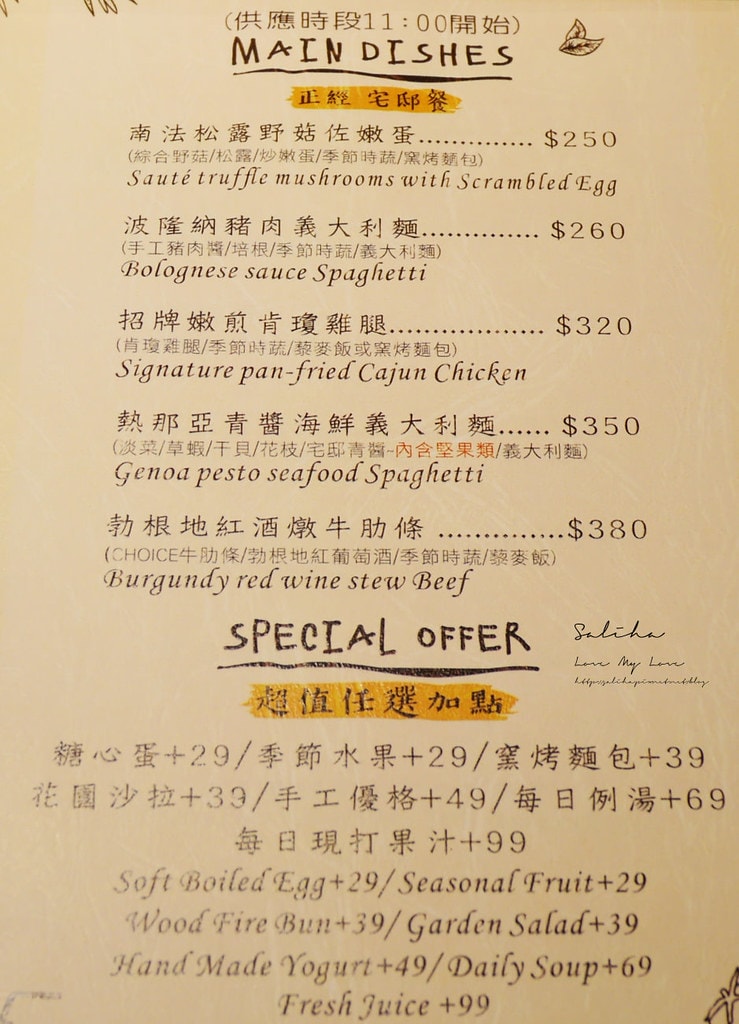 (供應時段11：00開始)
MAIN DISHES
正經 宅邸餐
南法松露野菇佐嫩蛋.............. $250
(綜合野菇/松露/炒嫩蛋/季節時蔬/窯烤麵包)
Sauté truffle mushrooms with Scrambled Egg
波隆納豬肉義大利麵.............. $260
(手工豬肉醬/培根/季節時蔬/義大利麵)
Bolognese sauce Spaghetti
招牌嫩煎肯瓊雞腿.................. $320
(肯瓊雞腿/季節時蔬/藜麥飯或窯烤麵包)
Signature pan-fried Cajun Chicken
熱那亞青醬海鮮義大利麵...... $350
(淡菜/草蝦/干貝/花枝/宅邸青醬~內含堅果類/義大利麵)
Genoa pesto seafood Spaghetti
勃根地紅酒燉牛肋條 ..............$380
(CHOICE牛肋條/勃根地紅葡萄酒/季節時蔬/藜麥飯)
Burgundy red wine stew Beef
SPECIAL OFFER
Saliha
Love My Love
超值任選加點
糖心蛋+29/季節水果+29/窯烤麵包+39
花園沙拉+39/手工優格+49/每日例湯+69
每日現打果汁+99
Soft Boiled Egg+29/Seasonal Fruit+29
Wood Fire Bun+39/Garden Salad+39
Hand Made Yogurt+49/Daily Soup+69
Fresh Juice +99